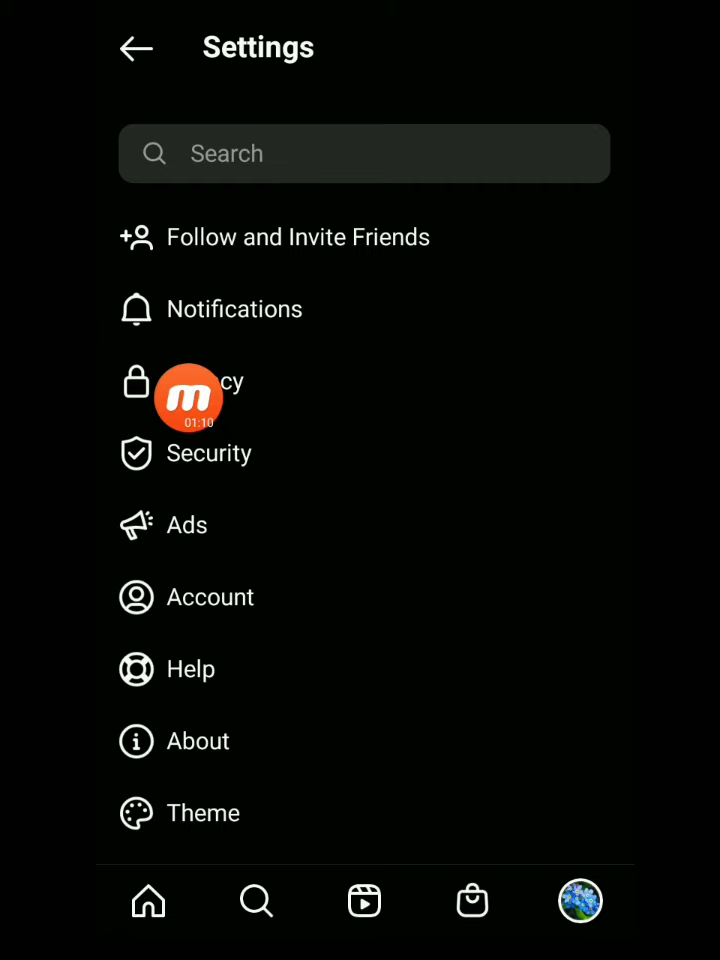 Settings
Search
Follow and Invite Friends
Notifications
cy
m
01:10
Security
Ads
Account
Help
About
Theme